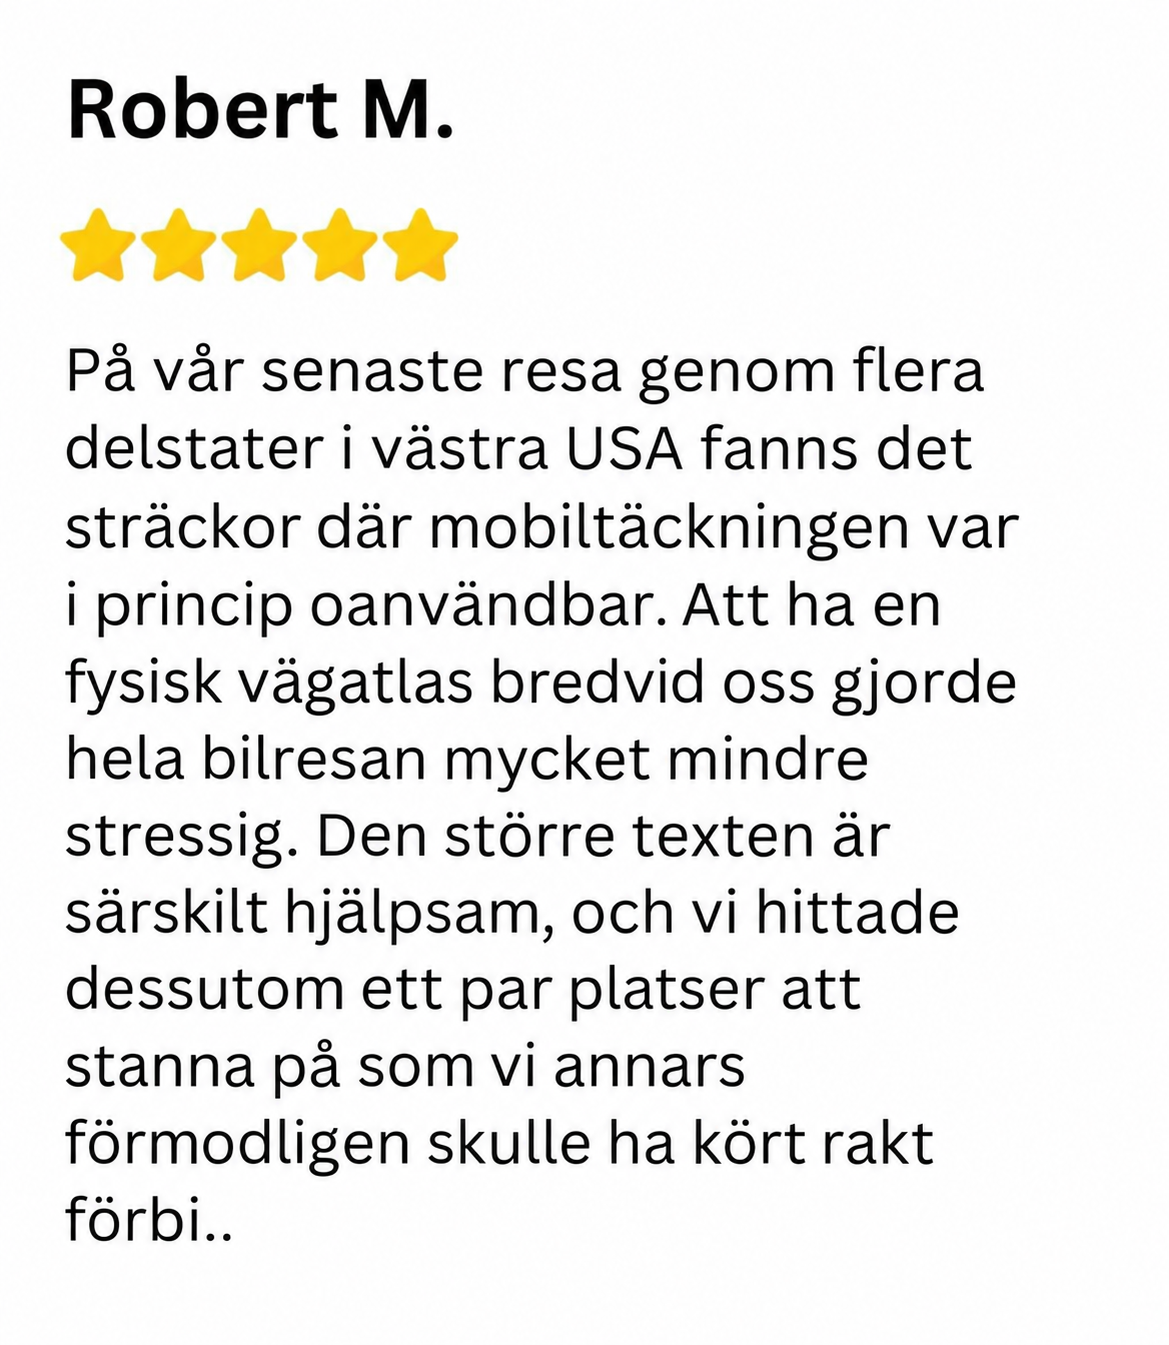 Robert M.
På vår senaste resa genom flera
delstater i västra USA fanns det
sträckor där mobiltäckningen var
i princip oanvändbar. Att ha en
fysisk vägatlas bredvid oss gjorde
hela bilresan mycket mindre
stressig. Den större texten är
särskilt hjälpsam, och vi hittade
dessutom ett par platser att
stanna på som vi annars
förmodligen skulle ha kört rakt
förbi..